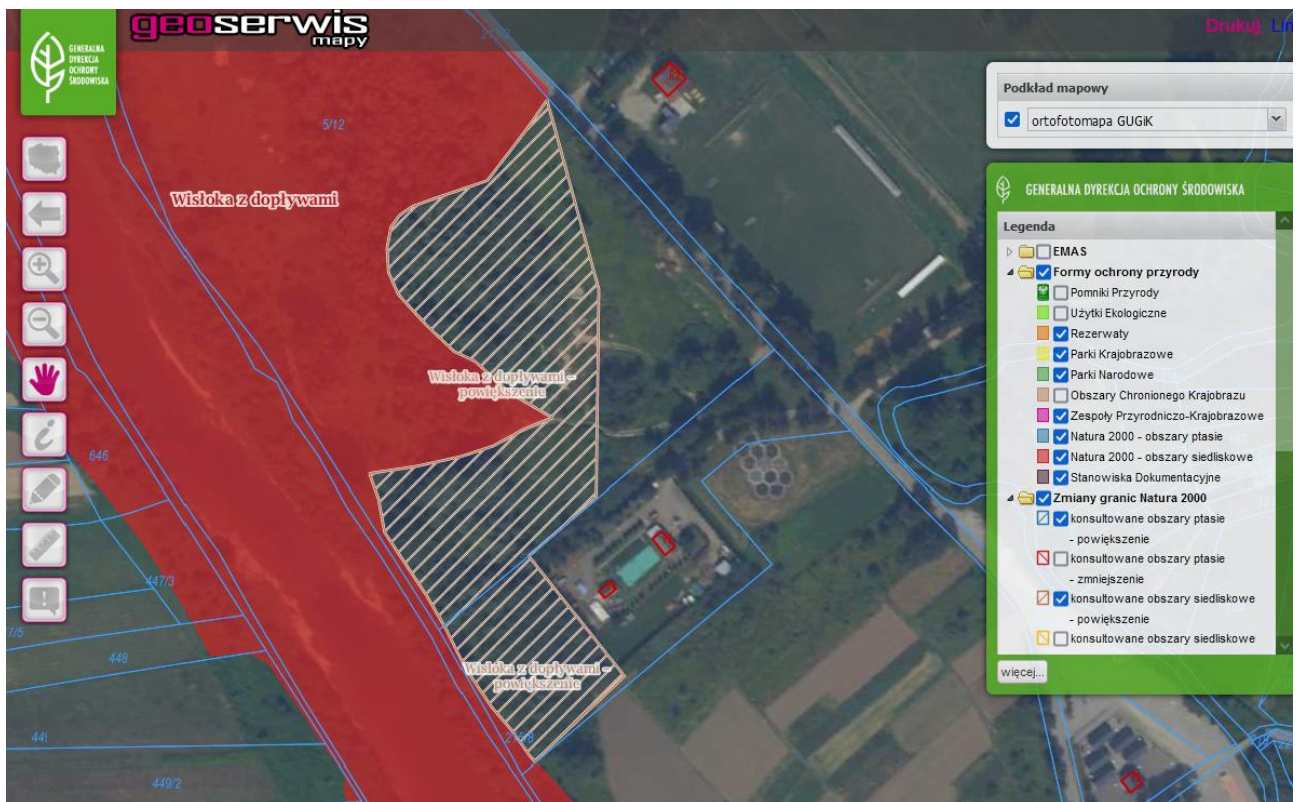 GENERALNA
DYREKCJA
OCHRONY
ŚRODOWISKA
geoserwis
mapy
Drukuj
Podkład mapowy
ortofotomapa GUGiK
GENERALNA DYREKCJA OCHRONY ŚRODOWISKA
Legenda
EMAS
Formy ochrony przyrody
Pomniki Przyrody
Użytki Ekologiczne
Rezerwaty
Parki Krajobrazowe
Parki Narodowe
Obszary Chronionego Krajobrazu
Zespoły Przyrodniczo-Krajobrazowe
Natura 2000 - obszary ptasie
Natura 2000 - obszary siedliskowe
Stanowiska Dokumentacyjne
Zmiany granic Natura 2000
konsultowane obszary ptasie
- powiększenie
konsultowane obszary ptasie
- zmniejszenie
konsultowane obszary siedliskowe
- powiększenie
konsultowane obszary siedliskowe
więcej...
5/12
Wisłoka z dopływami
Wisłoka z dopływami –
powiększenie
646
447/3
448
Wisłoka z dopływami –
powiększenie
449/2